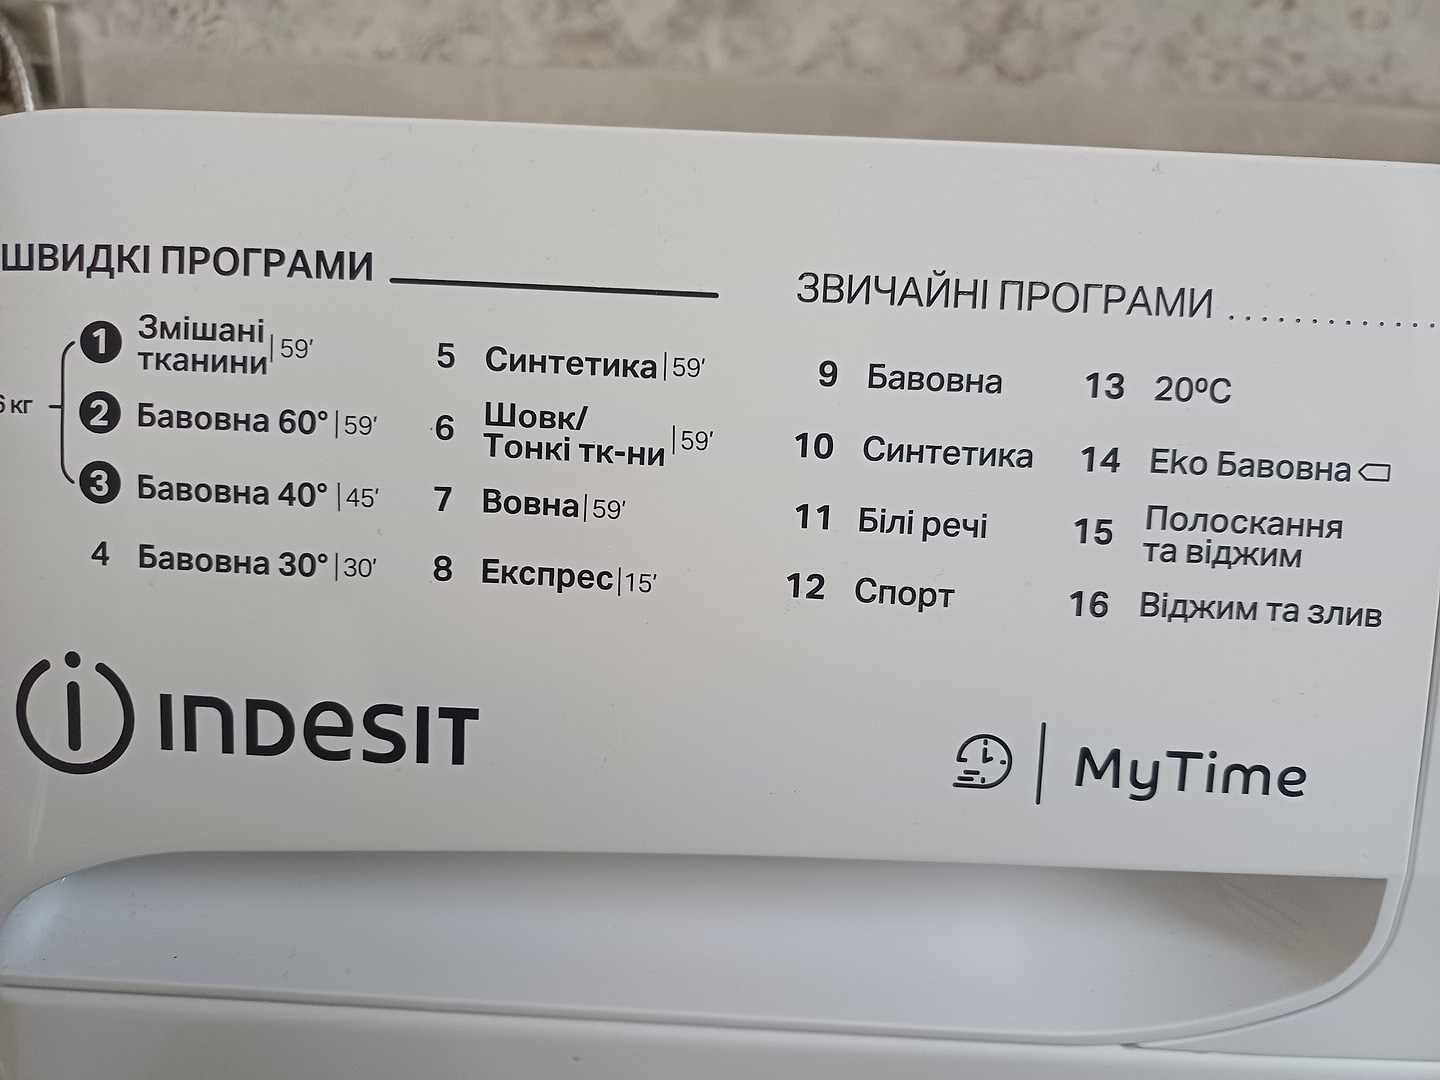 ШВИДКІ ПРОГРАМИ
1 Змішані
тканини | 59'
кг
2 Бавовна 60° | 59'
3 Бавовна 40° | 45'
4 Бавовна 30° | 30'
5 Синтетика | 59'
6 Шовк/
Тонкі тк-ни | 59'
7 Вовна | 59'
8 Експрес | 15'
ЗВИЧАЙНІ ПРОГРАМИ
9 Бавовна
10 Синтетика
11 Білі речі
12 Спорт
13 20ºC
14 Eko Бавовна
15 Полоскання
та віджим
16 Віджим та злив
INDESIT
MyTime